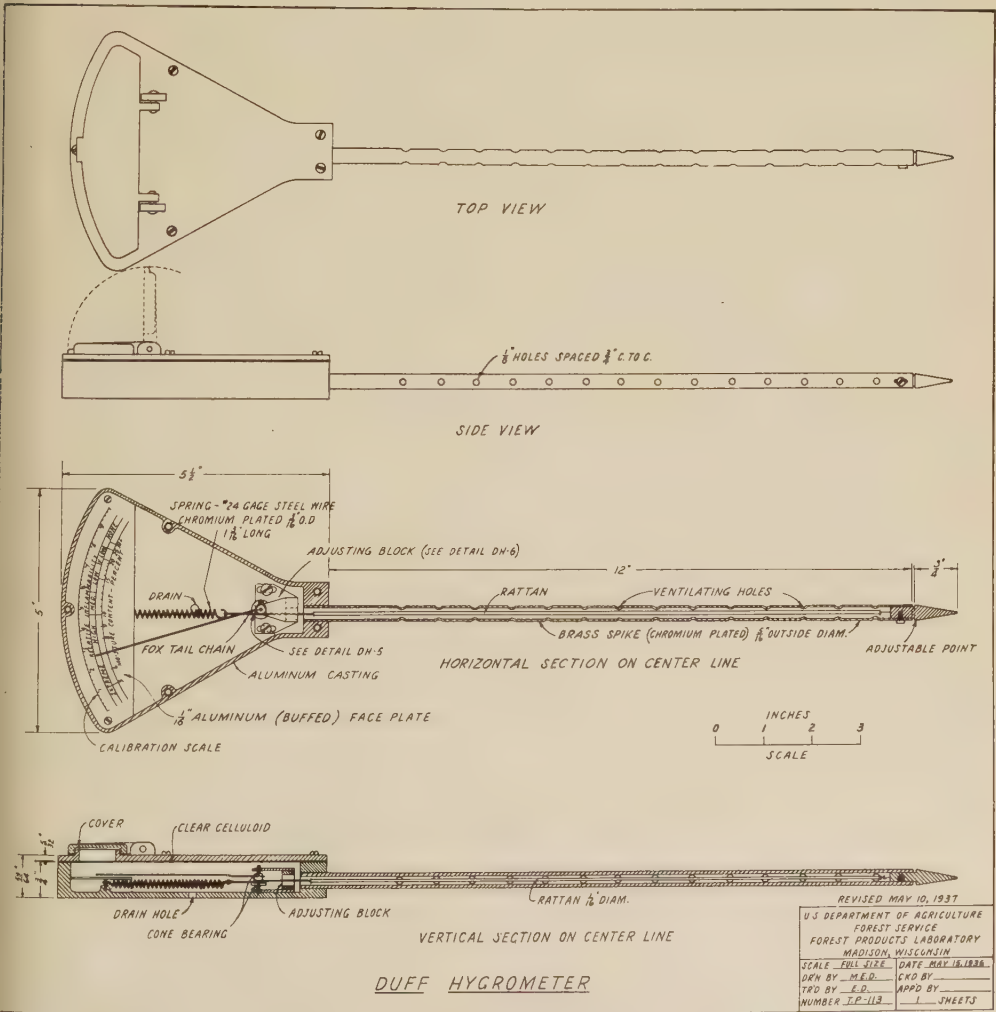 TOP VIEW
1/8" HOLES SPACED 3/4" C. TO C.
SIDE VIEW
5 1/2"
SPRING - #24 GAGE STEEL WIRE
CHROMIUM PLATED 3/16" O.D
LONG
ADJUSTING BLOCK (SEE DETAIL DH-6)
12"
3/4"
5"
DRAIN
RATTAN
VENTILATING HOLES
FOX TAIL CHAIN
SEE DETAIL DH-5
BRASS SPIKE (CHROMIUM PLATED) 5/16" OUTSIDE DIAM.
ADJUSTABLE POINT
ALUMINUM CASTING
HORIZONTAL SECTION ON CENTER LINE
1/16" ALUMINUM (BUFFED) FACE PLATE
MOISTURE CONTENT - PERCENT
CALIBRATION SCALE
INCHES
0 1 2 3
SCALE
COVER
CLEAR CELLULOID
5/32"
DRAIN HOLE
CONE BEARING
ADJUSTING BLOCK
RATTAN 1/16" DIAM.
VERTICAL SECTION ON CENTER LINE
DUFF HYGROMETER
REVISED MAY 10, 1937
U S DEPARTMENT OF AGRICULTURE
FOREST SERVICE
FOREST PRODUCTS LABORATORY
MADISON, WISCONSIN
SCALE FULL SIZE DATE MAY 15, 1936
DR'N BY M.E.D. CKD BY
TR'D BY E.D. APP'D BY
NUMBER T.P-113 1 SHEETS